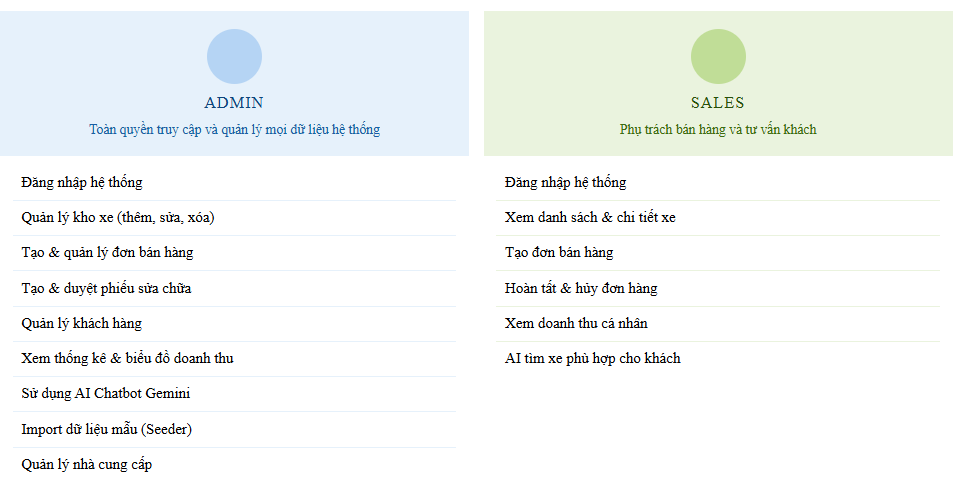 ADMIN
Toàn quyền truy cập và quản lý mọi dữ liệu hệ thống
Đăng nhập hệ thống
Quản lý kho xe (thêm, sửa, xóa)
Tạo & quản lý đơn bán hàng
Tạo & duyệt phiếu sửa chữa
Quản lý khách hàng
Xem thống kê & biểu đồ doanh thu
Sử dụng AI Chatbot Gemini
Import dữ liệu mẫu (Seeder)
Quản lý nhà cung cấp
SALES
Phụ trách bán hàng và tư vấn khách
Đăng nhập hệ thống
Xem danh sách & chi tiết xe
Tạo đơn bán hàng
Hoàn tất & hủy đơn hàng
Xem doanh thu cá nhân
AI tìm xe phù hợp cho khách